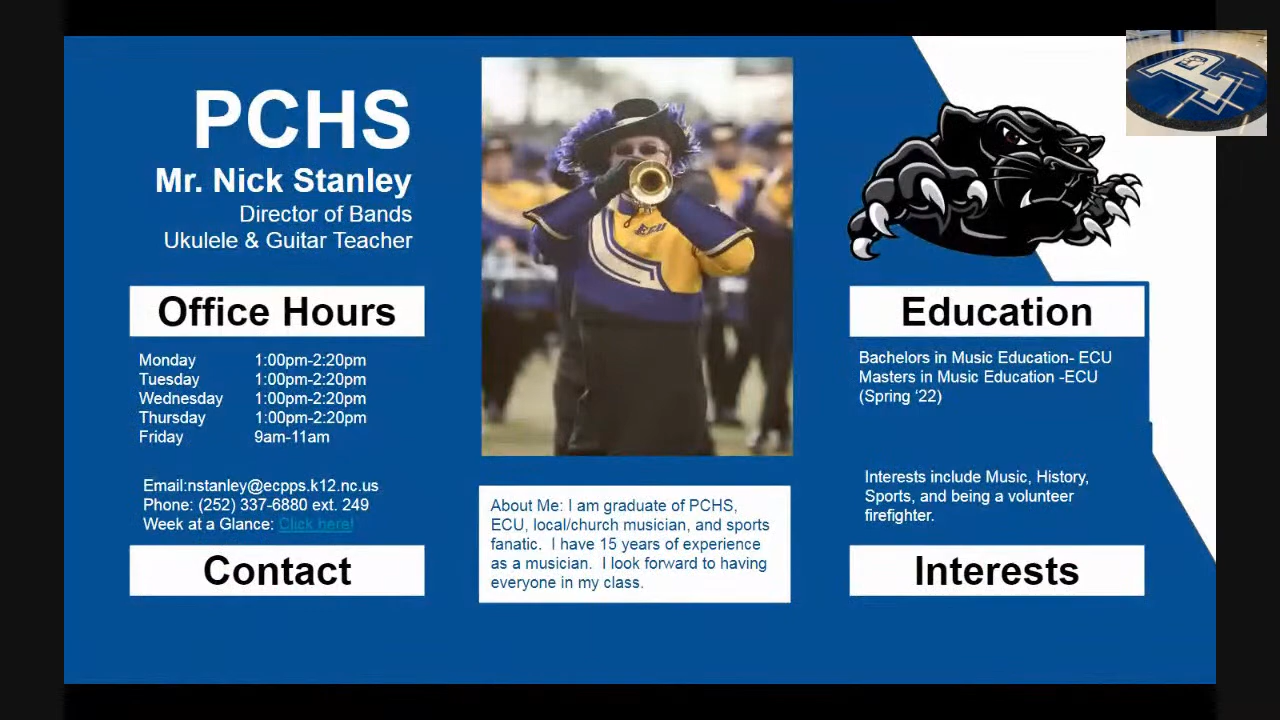 PCHS
Mr. Nick Stanley
Director of Bands
Ukulele & Guitar Teacher
Office Hours
Monday 1:00pm-2:20pm
Tuesday 1:00pm-2:20pm
Wednesday 1:00pm-2:20pm
Thursday 1:00pm-2:20pm
Friday 9am-11am
Email:nstanley@ecpps.k12.nc.us
Phone: (252) 337-6880 ext. 249
Week at a Glance: Click here!
Contact
ECU
About Me: I am graduate of PCHS,
ECU, local/church musician, and sports
fanatic. I have 15 years of experience
as a musician. I look forward to having
everyone in my class.
Education
Bachelors in Music Education- ECU
Masters in Music Education -ECU
(Spring ‘22)
Interests include Music, History,
Sports, and being a volunteer
firefighter.
Interests